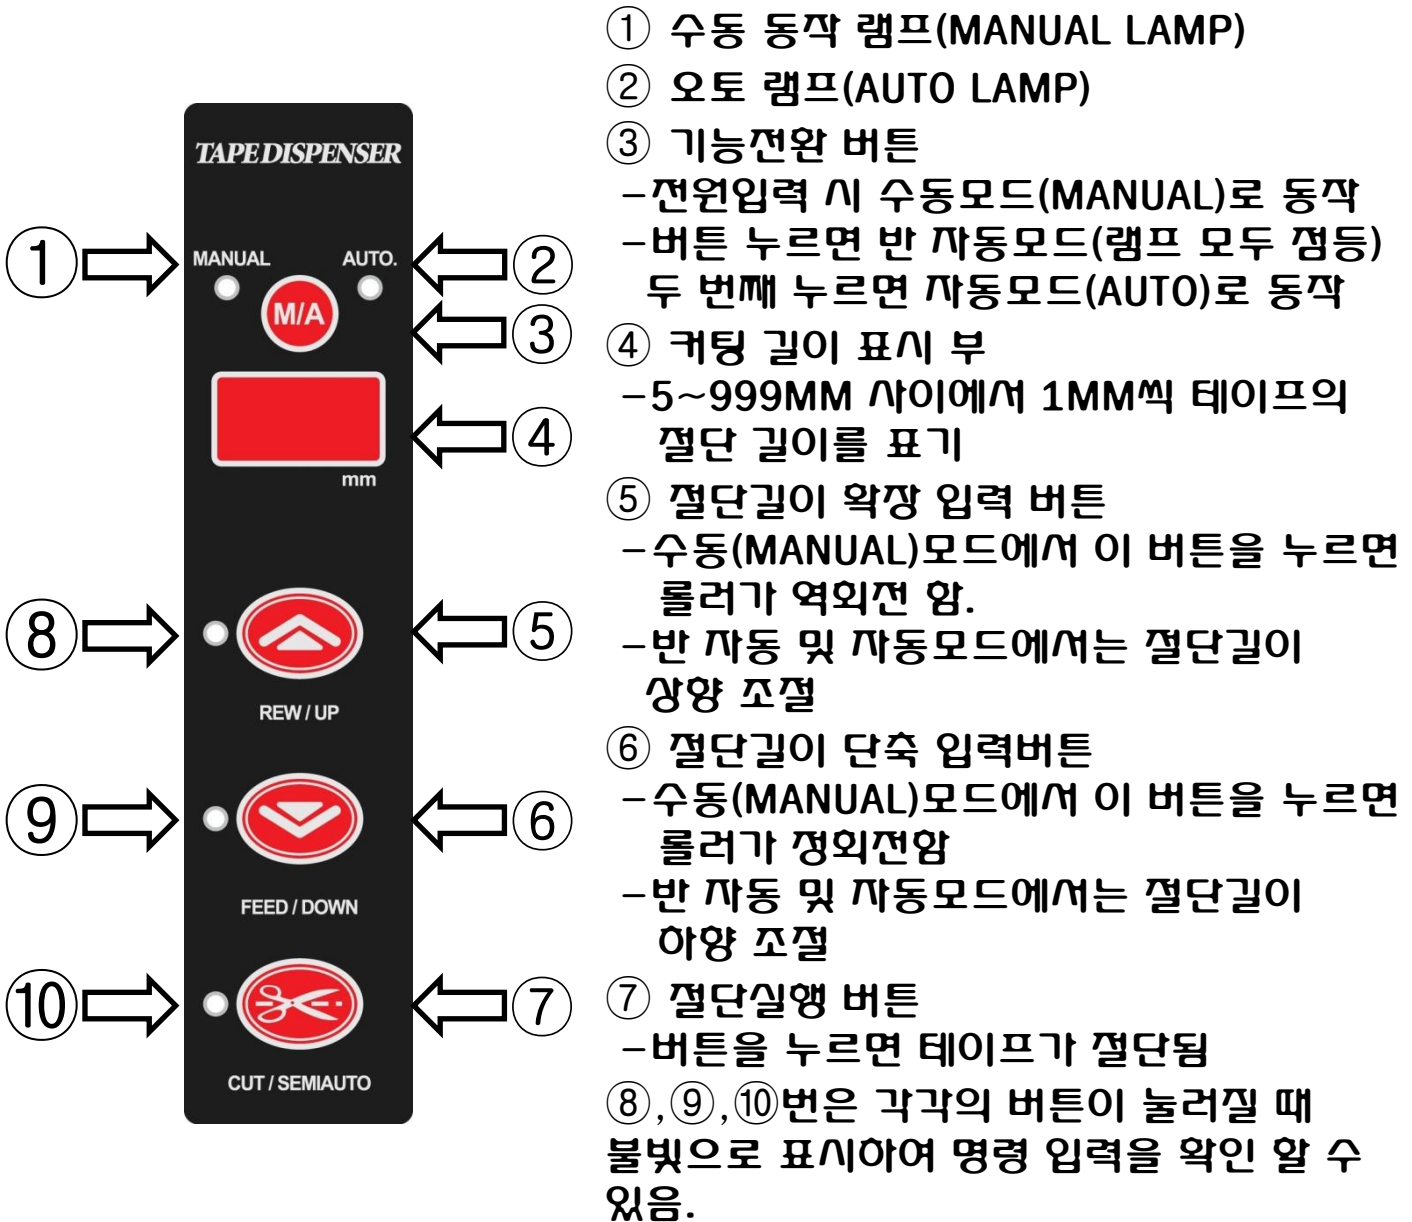 ① 수동 동작 램프(MANUAL LAMP)
② 오토 램프(AUTO LAMP)
③ 기능전환 버튼
-전원입력 시 수동모드(MANUAL)로 동작
-버튼 누르면 반 자동모드(램프 모두 점등)
두 번째 누르면 자동모드(AUTO)로 동작
④ 커팅 길이 표시 부
-5~999MM 사이에서 1MM씩 테이프의
절단 길이를 표기
⑤ 절단길이 확장 입력 버튼
-수동(MANUAL)모드에서 이 버튼을 누르면
롤러가 역회전 함.
-반 자동 및 자동모드에서는 절단길이
상향 조절
⑥ 절단길이 단축 입력버튼
-수동(MANUAL)모드에서 이 버튼을 누르면
롤러가 정회전함
-반 자동 및 자동모드에서는 절단길이
하향 조절
⑦ 절단실행 버튼
-버튼을 누르면 테이프가 절단됨
⑧,⑨,⑩번은 각각의 버튼이 눌러질 때
불빛으로 표시하여 명령 입력을 확인 할 수
있음.
TAPE DISPENSER
① MANUAL AUTO. ②
M/A ③
④
mm
⑧ ⑤
REW / UP
⑨ ⑥
FEED / DOWN
⑩ ⑦
CUT / SEMIAUTO